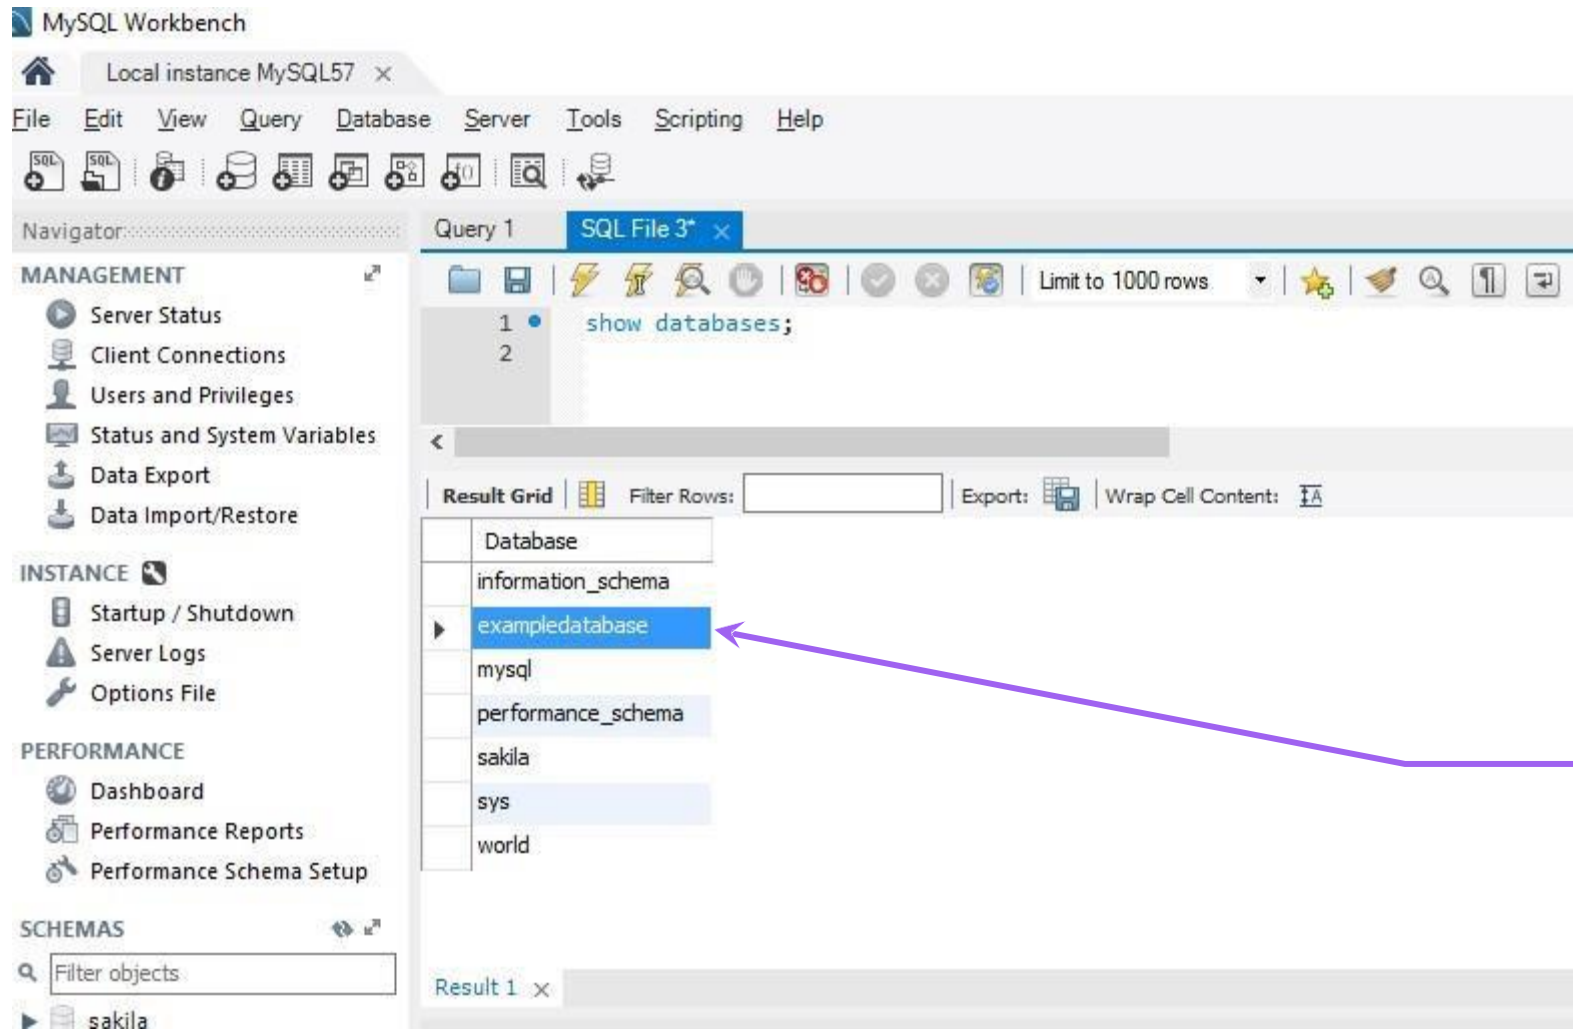 MySQL Workbench
Local instance MySQL57
File Edit View Query Database Server Tools Scripting Help
SQL SQL
Navigator
MANAGEMENT
Server Status
Client Connections
Users and Privileges
Status and System Variables
Data Export
Data Import/Restore
INSTANCE
Startup / Shutdown
Server Logs
Options File
PERFORMANCE
Dashboard
Performance Reports
Performance Schema Setup
SCHEMAS
Filter objects
sakila
Query 1 SQL File 3*
Limit to 1000 rows
1 show databases;
2
Result Grid Filter Rows: Export: Wrap Cell Content:
Database
information_schema
exampledatabase
mysql
performance_schema
sakila
sys
world
Result 1